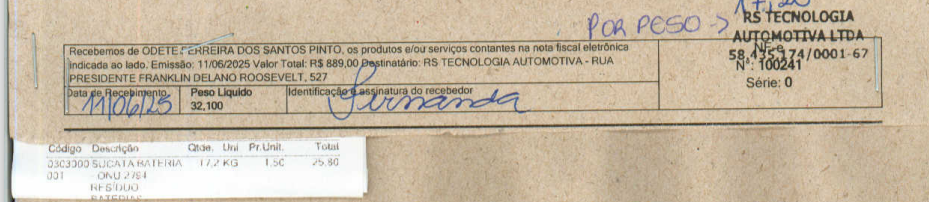 POR PESO ->
RS TECNOLOGIA
AUTOMOTIVA LTDA
NF-e
58,435,174/0001-67
Nº: 100241
Série: 0
Recebemos de ODETE FERREIRA DOS SANTOS PINTO, os produtos e/ou serviços contantes na nota fiscal eletrônica
indicada ao lado. Emissão: 11/06/2025 Valor Total: R$ 889,00 Destinatário: RS TECNOLOGIA AUTOMOTIVA - RUA
PRESIDENTE FRANKLIN DELANO ROOSEVELT, 527
Data de Recebimento Peso Liquido Identificação e assinatura do recebedor
11/06/25 32,100 Fernanda
Código Descrição Qtde. Uni Pr.Unit. Total
0303000 SUCATA BATERIA 17,2 KG 1,50 25,80
001 - ONU 2794
RESÍDUO
BATERIAS